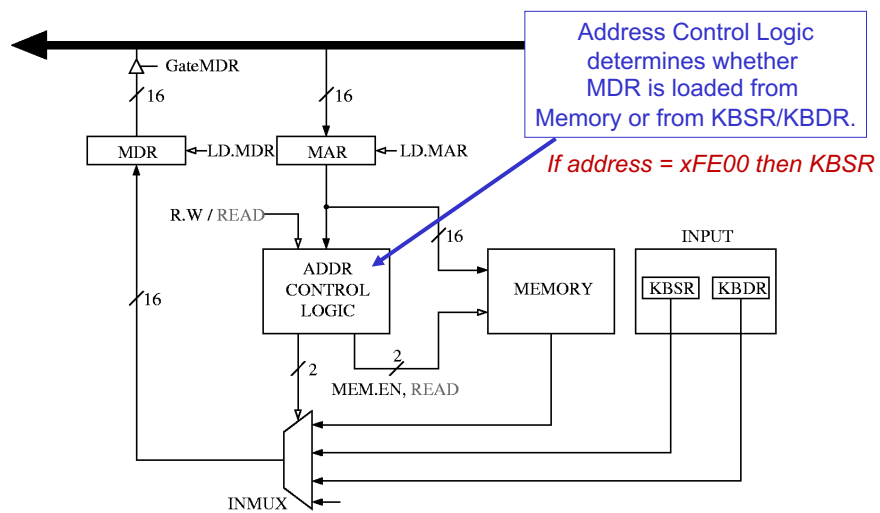 Address Control Logic
determines whether
MDR is loaded from
Memory or from KBSR/KBDR.
If address = xFE00 then KBSR
GateMDR
16
16
MDR
LD.MDR
MAR
LD.MAR
R.W / READ
16
INPUT
ADDR
CONTROL
LOGIC
MEMORY
KBSR
KBDR
16
2
2
MEM.EN, READ
INMUX